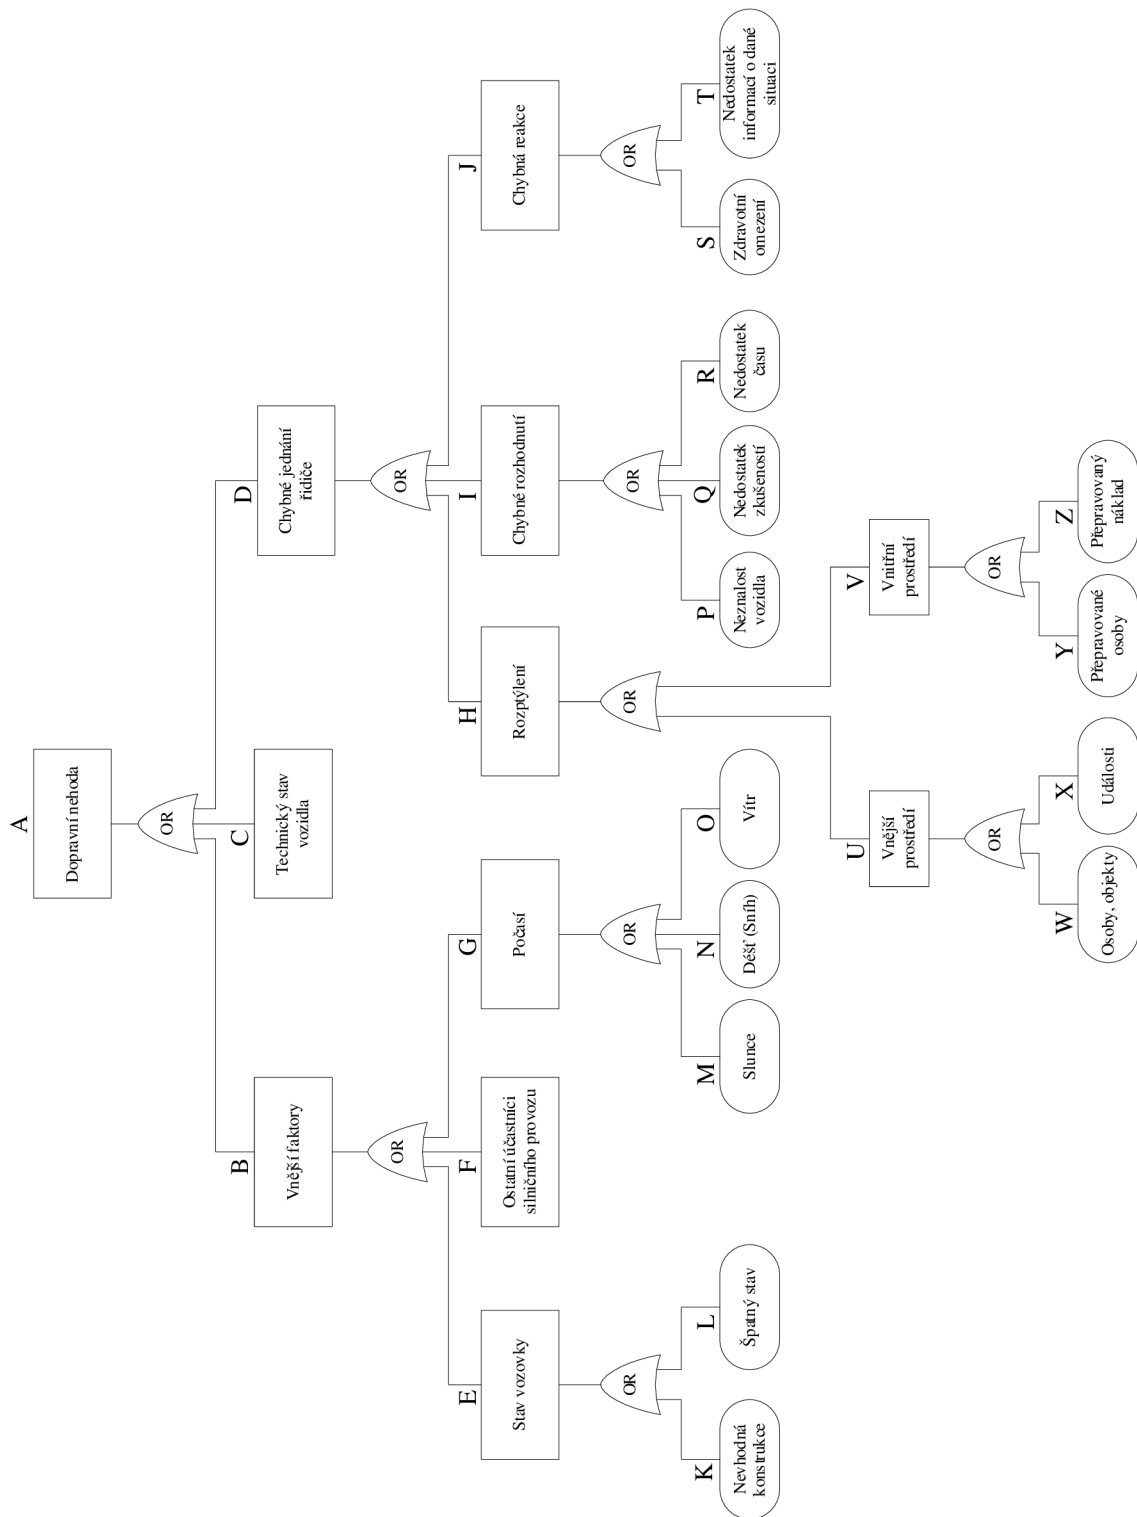 A
Dopravní nehoda
OR
B
Vnější faktory
C
Technický stav
vozidla
D
Chybné jednání
řidiče
OR
OR
E
Stav vozovky
F
Ostatní účastníci
silničního provozu
G
Počasí
H
Rozptýlení
I
Chybné rozhodnutí
J
Chybná reakce
OR
OR
OR
OR
OR
K
Nevhodná
konstrukce
L
Špatný stav
M
Slunce
N
Déšť (Sníh)
O
Vítr
P
Neznalost
vozidla
Q
Nedostatek
zkušeností
R
Nedostatek
času
S
Zdravotní
omezení
T
Nedostatek
informací o dané
situaci
U
Vnější
prostředí
V
Vnitřní
prostředí
OR
OR
W
Osoby, objekty
X
Události
Y
Přepravované
osoby
Z
Přepravovaný
náklad